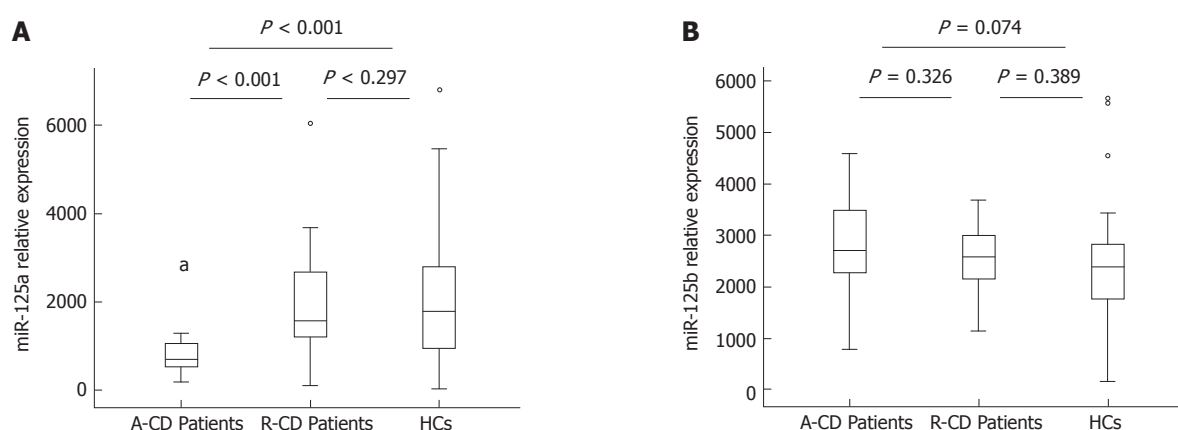 A
P < 0.001
P < 0.001
P < 0.297
miR-125a relative expression
6000
4000
2000
0
a
A-CD Patients
R-CD Patients
HCs
B
P = 0.074
P = 0.326
P = 0.389
miR-125b relative expression
6000
5000
4000
3000
2000
1000
0
A-CD Patients
R-CD Patients
HCs